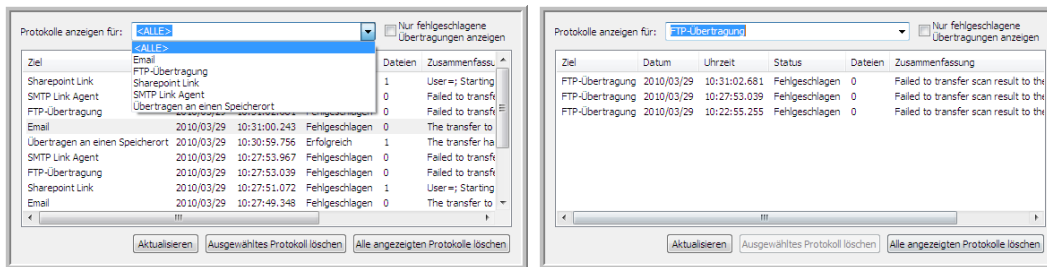 Protokolle anzeigen für: <ALLE> Nur fehlgeschlagene
Übertragungen anzeigen
<ALLE>
Email
FTP-Übertragung
Sharepoint Link
SMTP Link Agent
Übertragen an einen Speicherort
Ziel Dateien Zusammenfassu
Sharepoint Link 1 User=; Starting
SMTP Link Agent 0 Failed to transfe
FTP-Übertragung 0 Failed to transfe
Email 2010/03/29 10:31:00.243 Fehlgeschlagen 0 The transfer to
Übertragen an einen Speicherort 2010/03/29 10:30:59.756 Erfolgreich 1 The transfer ha
SMTP Link Agent 2010/03/29 10:27:53.967 Fehlgeschlagen 0 Failed to transfe
FTP-Übertragung 2010/03/29 10:27:53.039 Fehlgeschlagen 0 Failed to transfe
Sharepoint Link 2010/03/29 10:27:51.072 Fehlgeschlagen 1 User=; Starting
Email 2010/03/29 10:27:49.348 Fehlgeschlagen 0 The transfer to
Aktualisieren Ausgewähltes Protokoll löschen Alle angezeigten Protokolle löschen
Protokolle anzeigen für: FTP-Übertragung Nur fehlgeschlagene
Übertragungen anzeigen
Ziel Datum Uhrzeit Status Dateien Zusammenfassung
FTP-Übertragung 2010/03/29 10:31:02.681 Fehlgeschlagen 0 Failed to transfer scan result to the
FTP-Übertragung 2010/03/29 10:27:53.039 Fehlgeschlagen 0 Failed to transfer scan result to the
FTP-Übertragung 2010/03/29 10:22:55.255 Fehlgeschlagen 0 Failed to transfer scan result to the
Aktualisieren Ausgewähltes Protokoll löschen Alle angezeigten Protokolle löschen